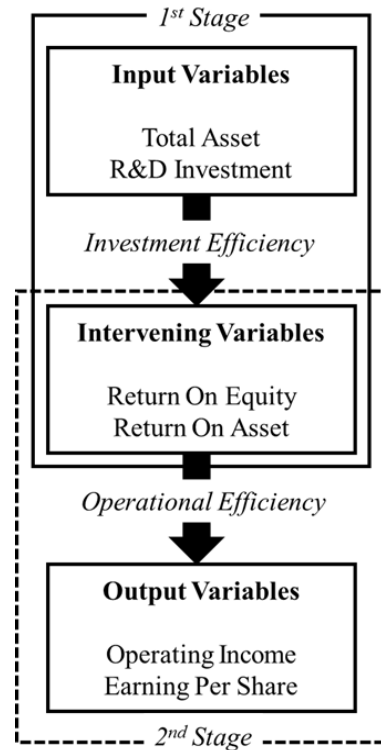 1st Stage
Input Variables
Total Asset
R&D Investment
Investment Efficiency
Intervening Variables
Return On Equity
Return On Asset
Operational Efficiency
Output Variables
Operating Income
Earning Per Share
2nd Stage